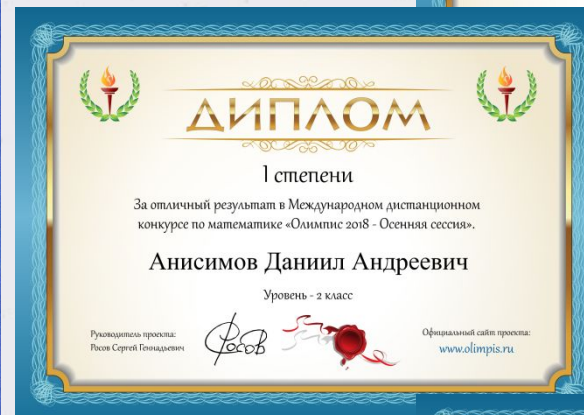 ДИПЛОМ
I степени
За отличный результат в Международном дистанционном
конкурсе по математике «Олимпис 2018 - Осенняя сессия».
Анисимов Даниил Андреевич
Уровень - 2 класс
Руководитель проекта:
Росов Сергей Геннадьевич
Росов
Официальный сайт проекта:
www.olimpis.ru